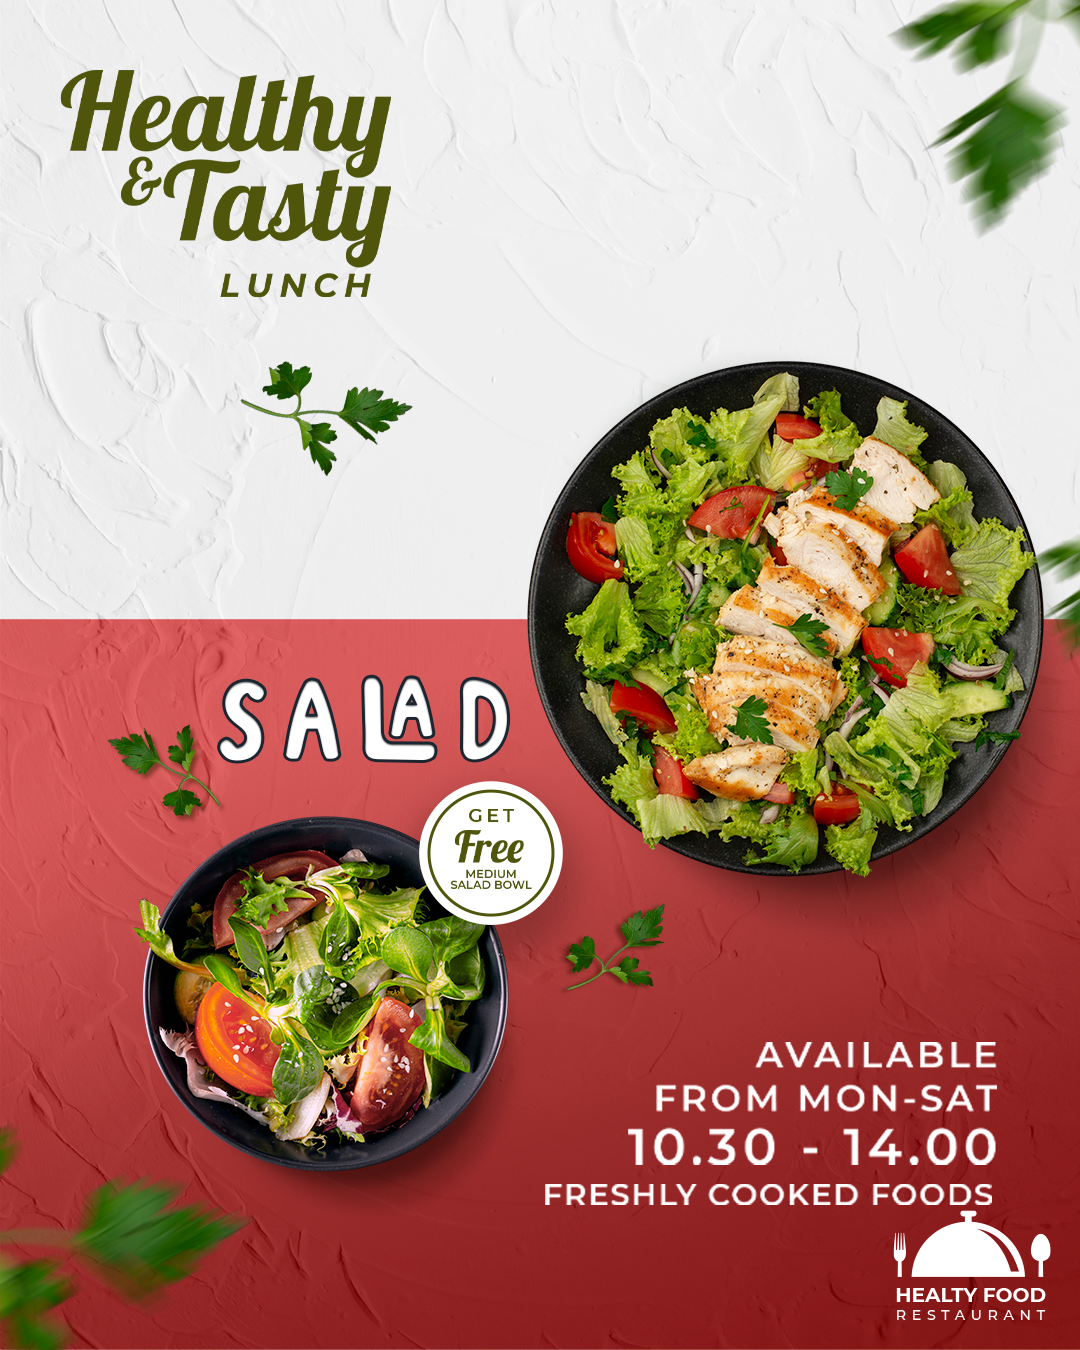 Healthy
& Tasty
LUNCH
SALAD
GET
Free
MEDIUM
SALAD BOWL
AVAILABLE
FROM MON-SAT
10.30 - 14.00
FRESHLY COOKED FOODS
HEALTY FOOD
RESTAURANT